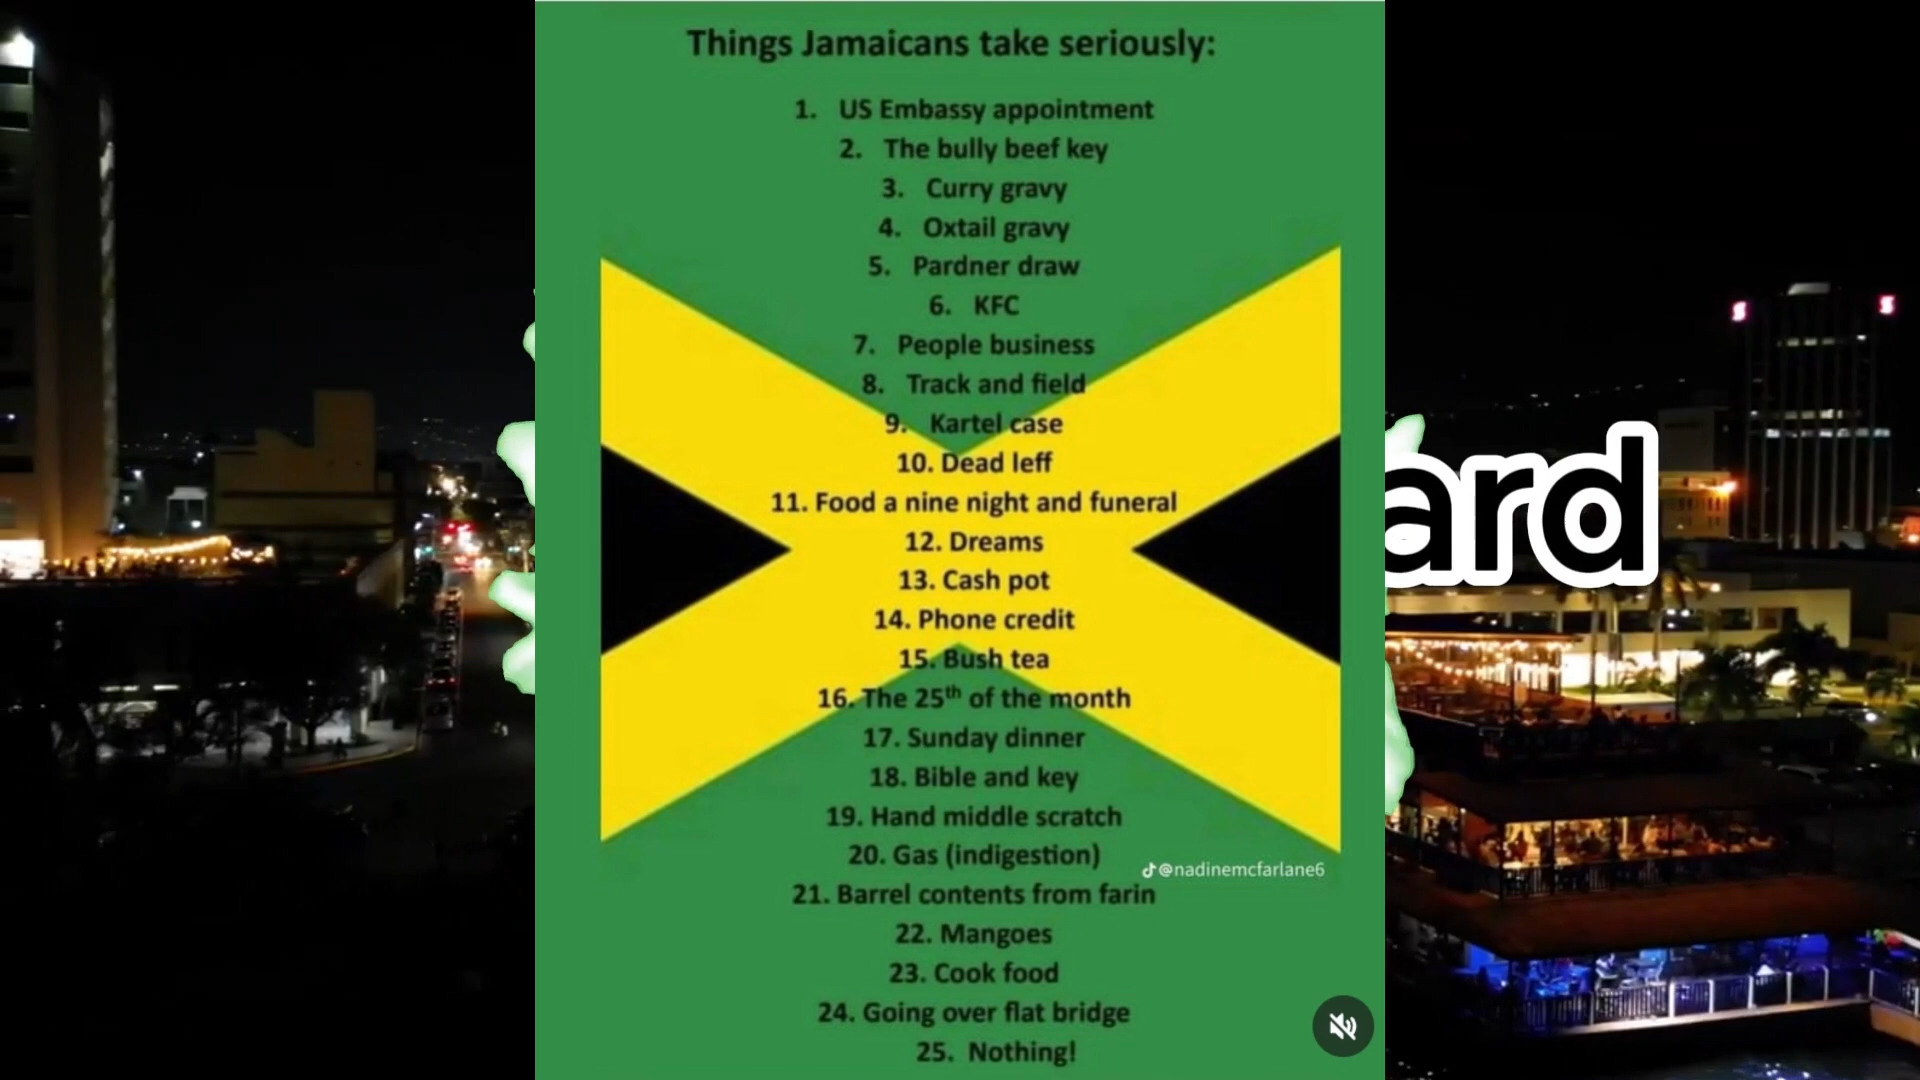 Things Jamaicans take seriously:
1. US Embassy appointment
2. The bully beef key
3. Curry gravy
4. Oxtail gravy
5. Pardner draw
6. KFC
7. People business
8. Track and field
9. Kartel case
10. Dead leff
11. Food a nine night and funeral
12. Dreams
13. Cash pot
14. Phone credit
15. Bush tea
16. The 25th of the month
17. Sunday dinner
18. Bible and key
19. Hand middle scratch
20. Gas (indigestion)
@nadinemcfarlane6
21. Barrel contents from farin
22. Mangoes
23. Cook food
24. Going over flat bridge
25. Nothing!
ard